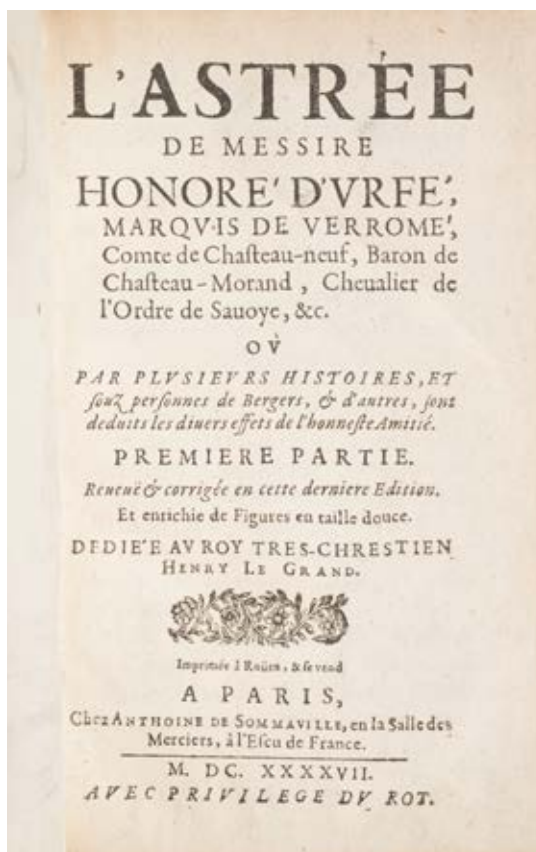 L'ASTRÉE
DE MESSIRE
HONORE' D'VRFE',
MARQVIS DE VERROME',
Comte de Chaſteau-neuf, Baron de
Chaſteau-Morand, Cheualier de
l'Ordre de Sauoye, &c.
OV̀
PAR PLVSIEVRS HISTOIRES, ET
ſouz perſonnes de Bergers, & d'autres, ſont
deduits les diuers effets de l'honneſte Amitié.
PREMIERE PARTIE.
Reueuë & corrigée en cette derniere Edition.
Et enrichie de Figures en taille douce.
DEDIE'E AV ROY TRES-CHRESTIEN
HENRY LE GRAND.
Imprimée à Roüen, & ſe vend
A PARIS,
Chez ANTHOINE DE SOMMAVILLE, en la Salle des
Merciers, à l'Eſcu de France.
M. DC. XXXXVII.
AVEC PRIVILEGE DV ROY.